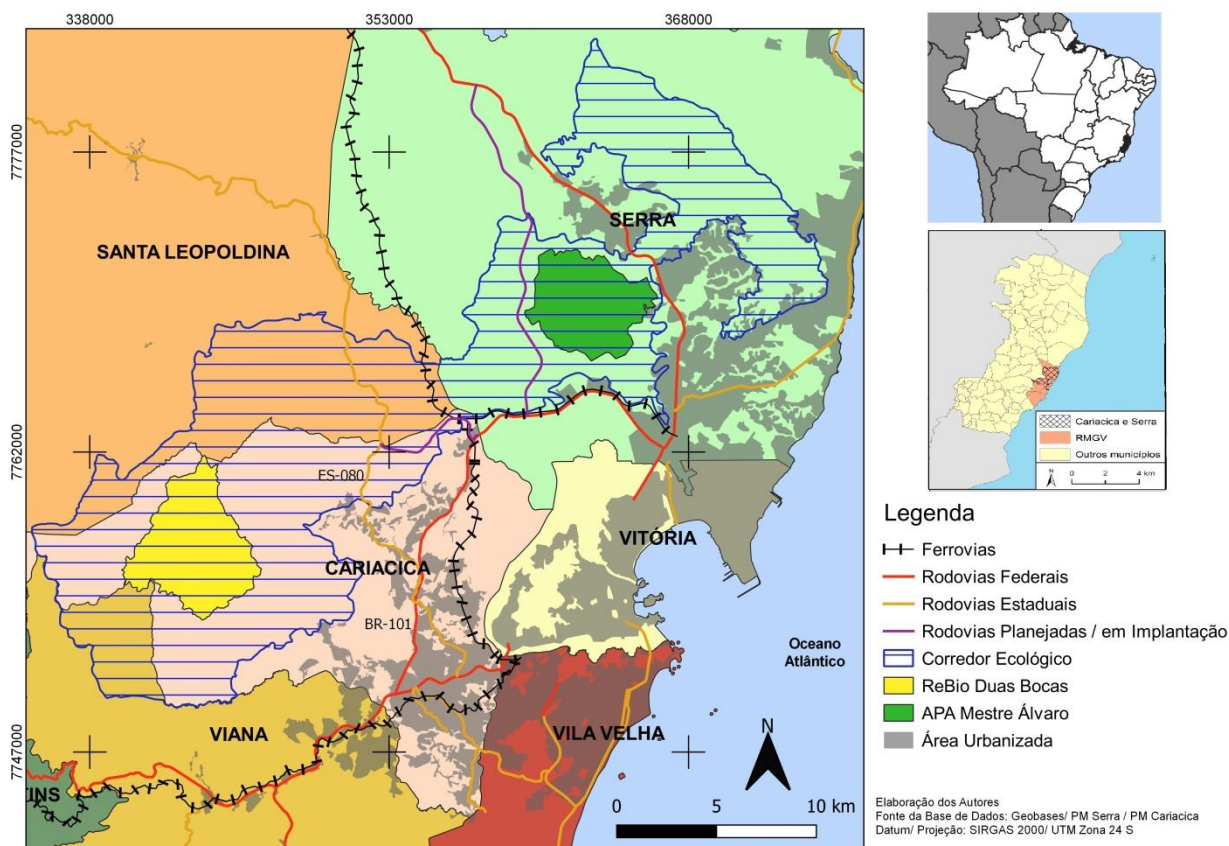 338000
353000
368000
7777000
7762000
7747000
SANTA LEOPOLDINA
SERRA
ES-080
CARIACICA
VITÓRIA
BR-101
Oceano
Atlântico
VIANA
VILA VELHA
TINS
N
0 5 10 km
Cariacica e Serra
RMGV
Outros municípios
N
0 2 4 km
Legenda
Ferrovias
Rodovias Federais
Rodovias Estaduais
Rodovias Planejadas / em Implantação
Corredor Ecológico
ReBio Duas Bocas
APA Mestre Álvaro
Área Urbanizada
Elaboração dos Autores
Fonte da Base de Dados: Geobases/ PM Serra / PM Cariacica
Datum/ Projeção: SIRGAS 2000/ UTM Zona 24 S